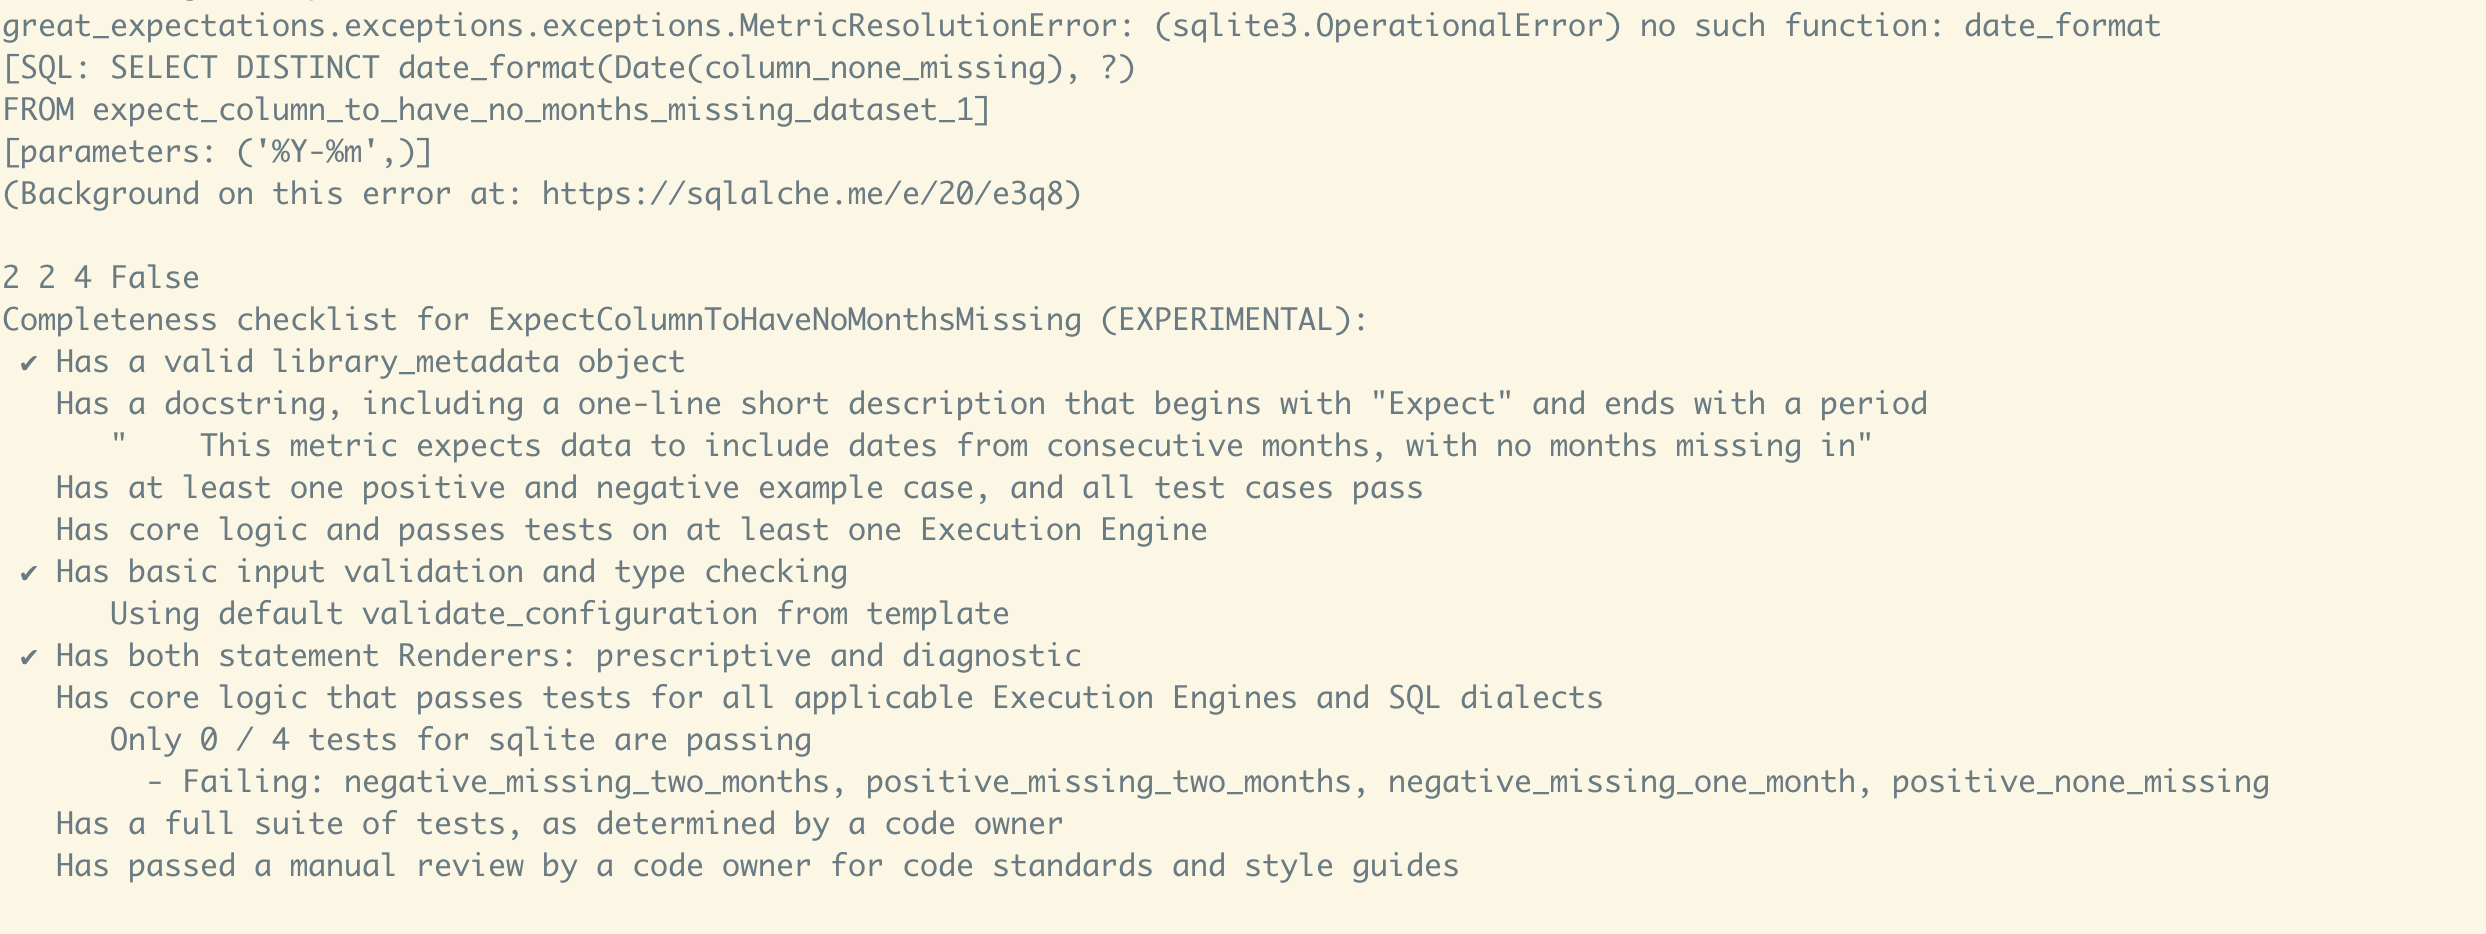 great_expectations.exceptions.exceptions.MetricResolutionError: (sqlite3.OperationalError) no such function: date_format
[SQL: SELECT DISTINCT date_format(Date(column_none_missing), ?)
FROM expect_column_to_have_no_months_missing_dataset_1]
[parameters: ('%Y-%m',)]
(Background on this error at: https://sqlalche.me/e/20/e3q8)
2 2 4 False
Completeness checklist for ExpectColumnToHaveNoMonthsMissing (EXPERIMENTAL):
✔ Has a valid library_metadata object
Has a docstring, including a one-line short description that begins with "Expect" and ends with a period
"    This metric expects data to include dates from consecutive months, with no months missing in"
Has at least one positive and negative example case, and all test cases pass
Has core logic and passes tests on at least one Execution Engine
✔ Has basic input validation and type checking
Using default validate_configuration from template
✔ Has both statement Renderers: prescriptive and diagnostic
Has core logic that passes tests for all applicable Execution Engines and SQL dialects
Only 0 / 4 tests for sqlite are passing
- Failing: negative_missing_two_months, positive_missing_two_months, negative_missing_one_month, positive_none_missing
Has a full suite of tests, as determined by a code owner
Has passed a manual review by a code owner for code standards and style guides